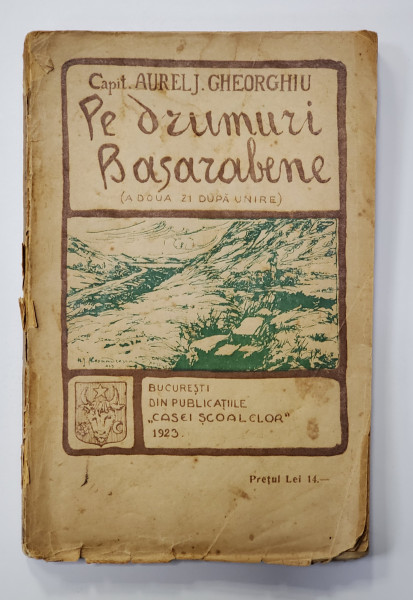 Capit. AUREL J. GHEORGHIU
Pe drumuri
Basarabene
(A DOUA ZI DUPĂ UNIRE)
BUCUREȘTI
DIN PUBLICAȚIILE
„CASEI ȘCOALELOR"
1923.
Prețul Lei 14.—